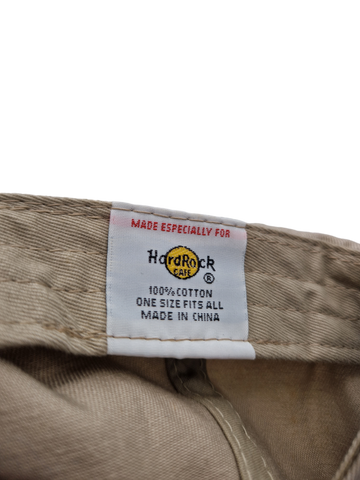 MADE ESPECIALLY FOR
HardRock
CAFE
®
100% COTTON
ONE SIZE FITS ALL
MADE IN CHINA